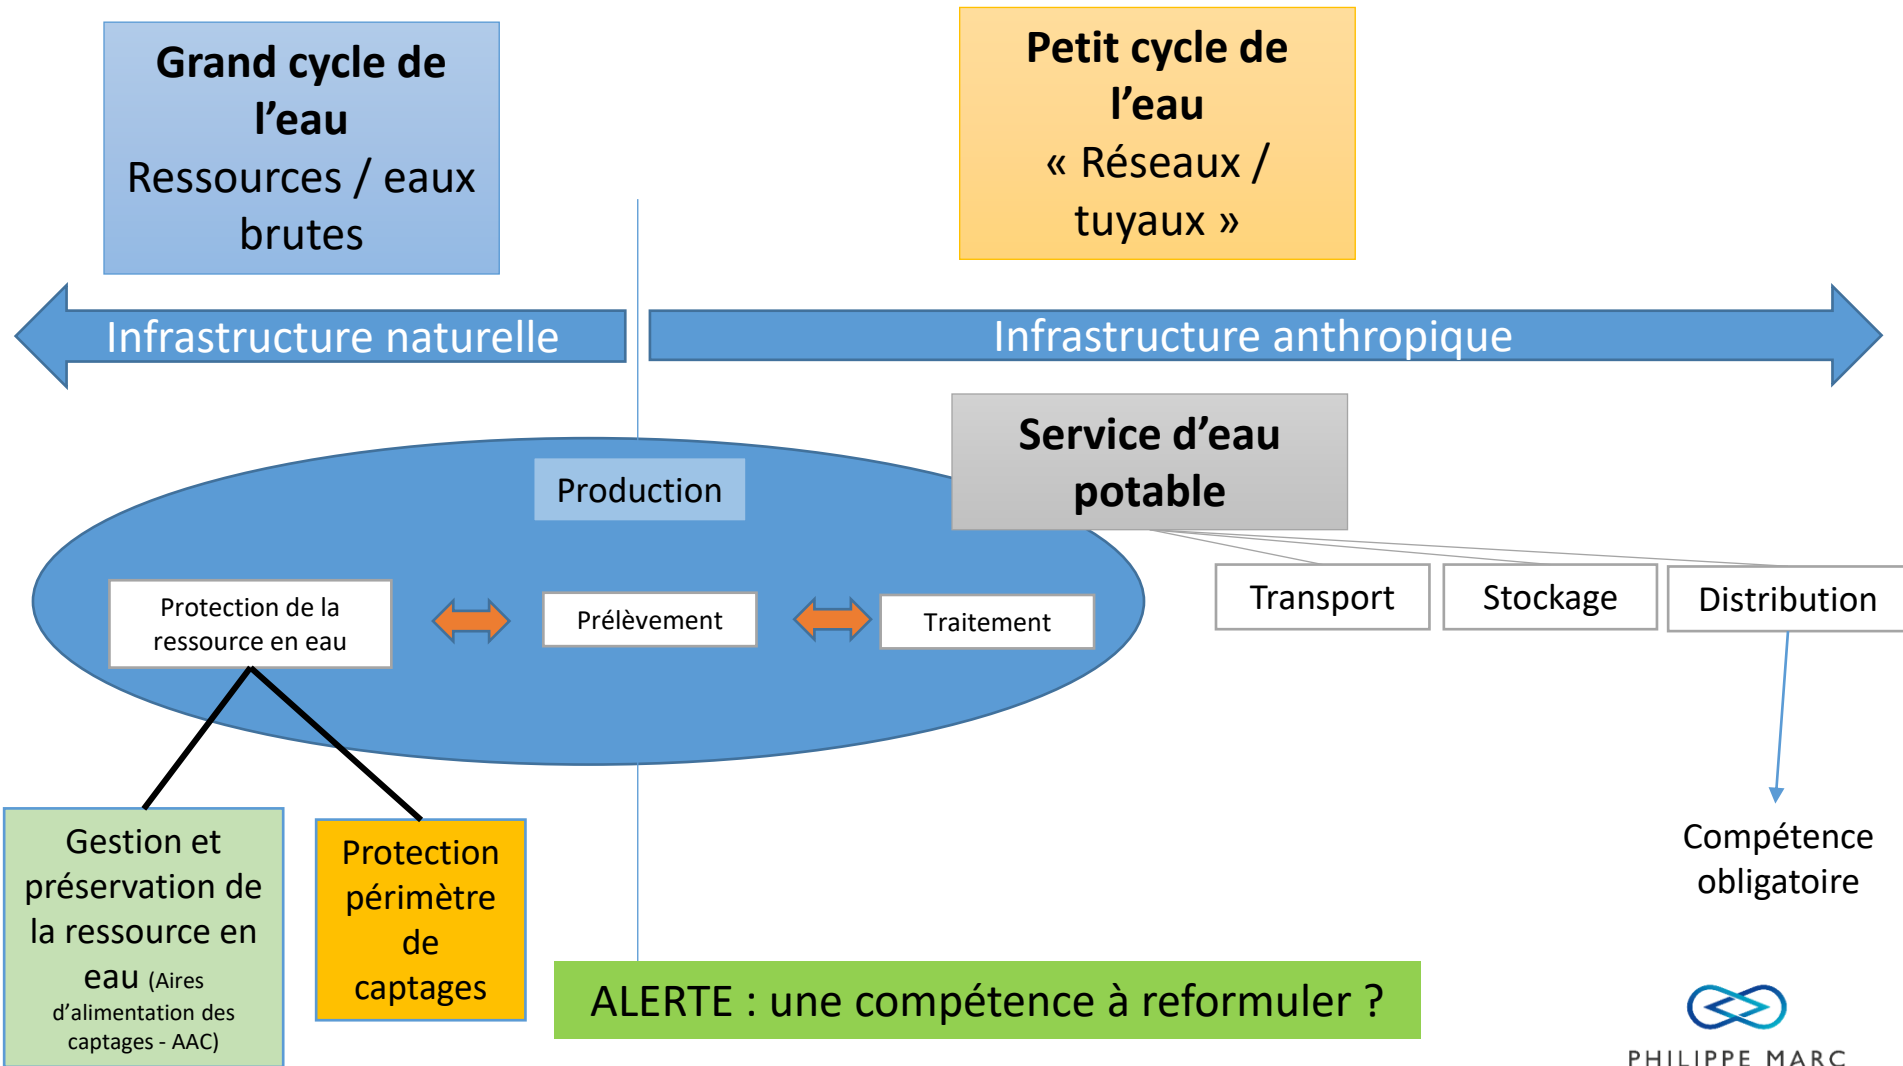 Grand cycle de
l’eau
Ressources / eaux
brutes
Petit cycle de
l’eau
« Réseaux /
tuyaux »
Infrastructure naturelle
Infrastructure anthropique
Service d’eau
potable
Production
Protection de la
ressource en eau
Prélèvement
Traitement
Transport
Stockage
Distribution
Gestion et
préservation de
la ressource en
eau (Aires
d’alimentation des
captages - AAC)
Protection
périmètre
de
captages
Compétence
obligatoire
ALERTE : une compétence à reformuler ?
PHILIPPE MARC